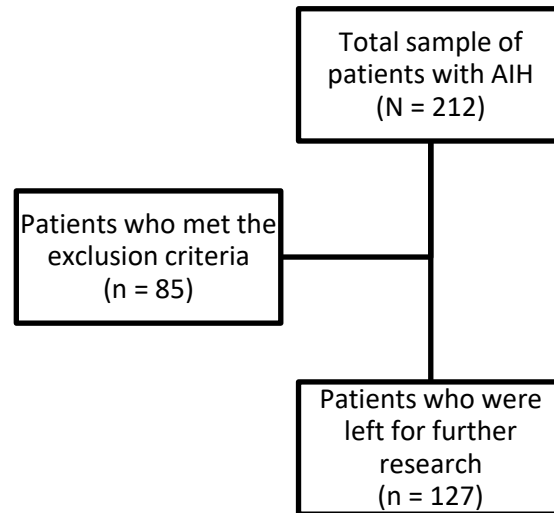 Total sample of
patients with AIH
(N = 212)
Patients who met the
exclusion criteria
(n = 85)
Patients who were
left for further
research
(n = 127)